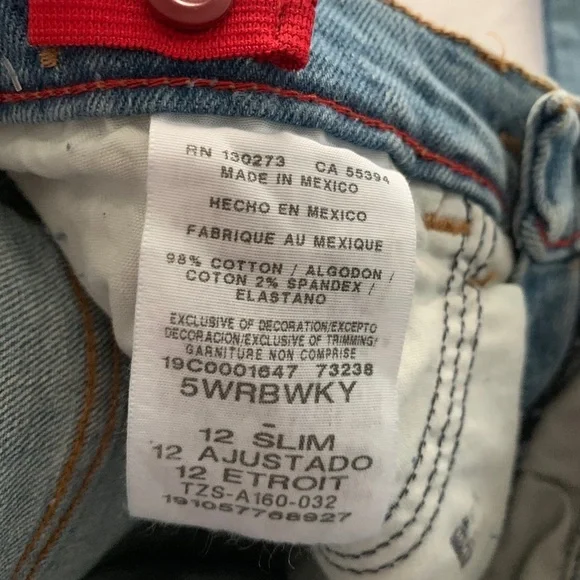 RN 130273 CA 55394
MADE IN MEXICO
HECHO EN MEXICO
FABRIQUE AU MEXIQUE
98% COTTON / ALGODON /
COTON 2% SPANDEX /
ELASTANO
EXCLUSIVE OF DECORATION/EXCEPTO
DECORACION/EXCLUSIVE OF TRIMMING/
GARNITURE NON COMPRISE
19C0001647 73238
5WRBWKY
-
12 SLIM
12 AJUSTADO
12 ETROIT
TZS-A160-032
191057768927